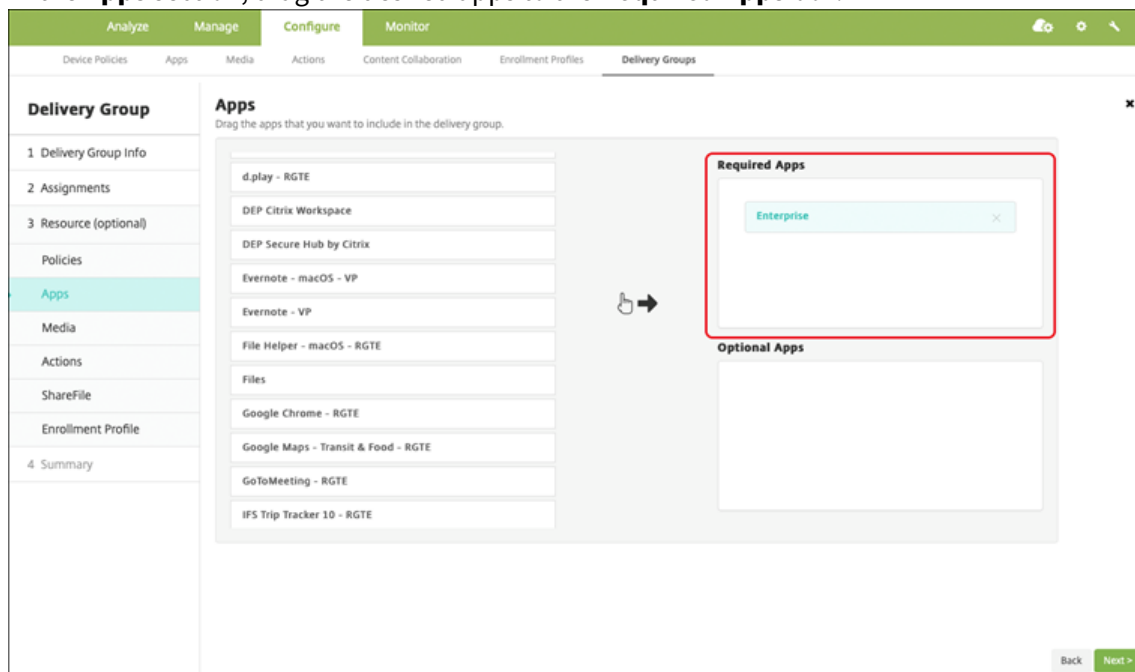 Analyze Manage Configure Monitor
Device Policies Apps Media Actions Content Collaboration Enrollment Profiles Delivery Groups
Delivery Group
1 Delivery Group Info
2 Assignments
3 Resource (optional)
Policies
Apps
Media
Actions
ShareFile
Enrollment Profile
4 Summary
Apps
Drag the apps that you want to include in the delivery group.
d.play - RGTE
DEP Citrix Workspace
DEP Secure Hub by Citrix
Evernote - macOS - VP
Evernote - VP
File Helper - macOS - RGTE
Files
Google Chrome - RGTE
Google Maps - Transit & Food - RGTE
GoToMeeting - RGTE
IFS Trip Tracker 10 - RGTE
Required Apps
Enterprise
Optional Apps
Back Next >